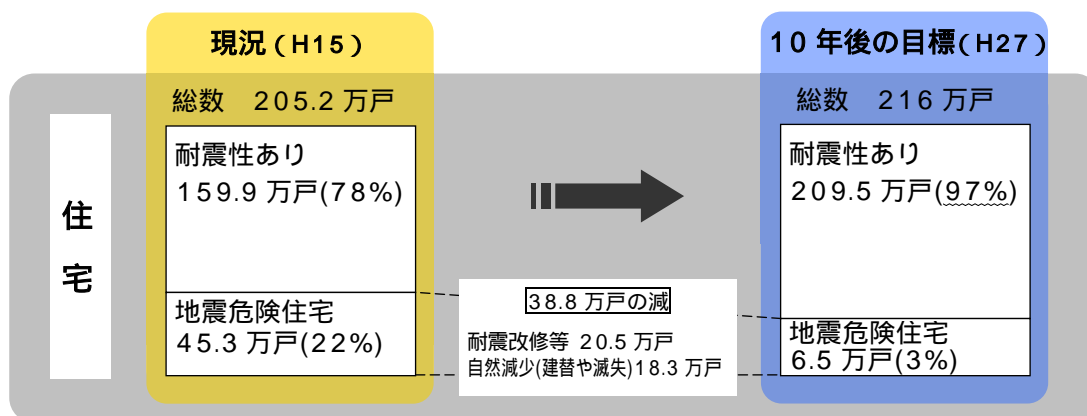 現況（H15）
10年後の目標（H27）
住宅
総数　205.2 万戸
耐震性あり
159.9 万戸(78%)
地震危険住宅
45.3 万戸(22%)
38.8 万戸の減
耐震改修等 20.5 万戸
自然減少(建替や滅失)18.3 万戸
総数　216 万戸
耐震性あり
209.5 万戸(97%)
地震危険住宅
6.5 万戸(3%)